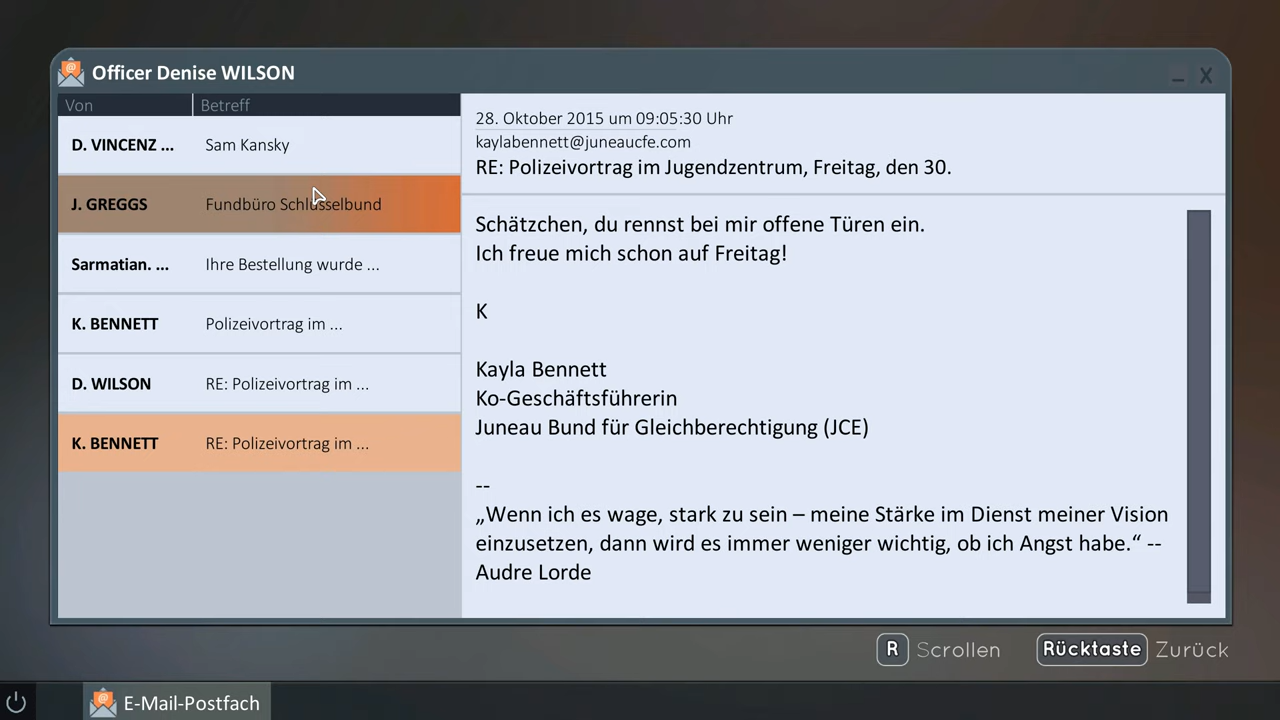 Officer Denise WILSON
_ X
Von Betreff
D. VINCENZ ... Sam Kansky
J. GREGGS Fundbüro Schlüsselbund
Sarmatian. ... Ihre Bestellung wurde ...
K. BENNETT Polizeivortrag im ...
D. WILSON RE: Polizeivortrag im ...
K. BENNETT RE: Polizeivortrag im ...
28. Oktober 2015 um 09:05:30 Uhr
kaylabennett@juneaucfe.com
RE: Polizeivortrag im Jugendzentrum, Freitag, den 30.
Schätzchen, du rennst bei mir offene Türen ein.
Ich freue mich schon auf Freitag!
K
Kayla Bennett
Ko-Geschäftsführerin
Juneau Bund für Gleichberechtigung (JCE)
--
„Wenn ich es wage, stark zu sein – meine Stärke im Dienst meiner Vision
einzusetzen, dann wird es immer weniger wichtig, ob ich Angst habe.“ --
Audre Lorde
R Scrollen Rücktaste Zurück
E-Mail-Postfach